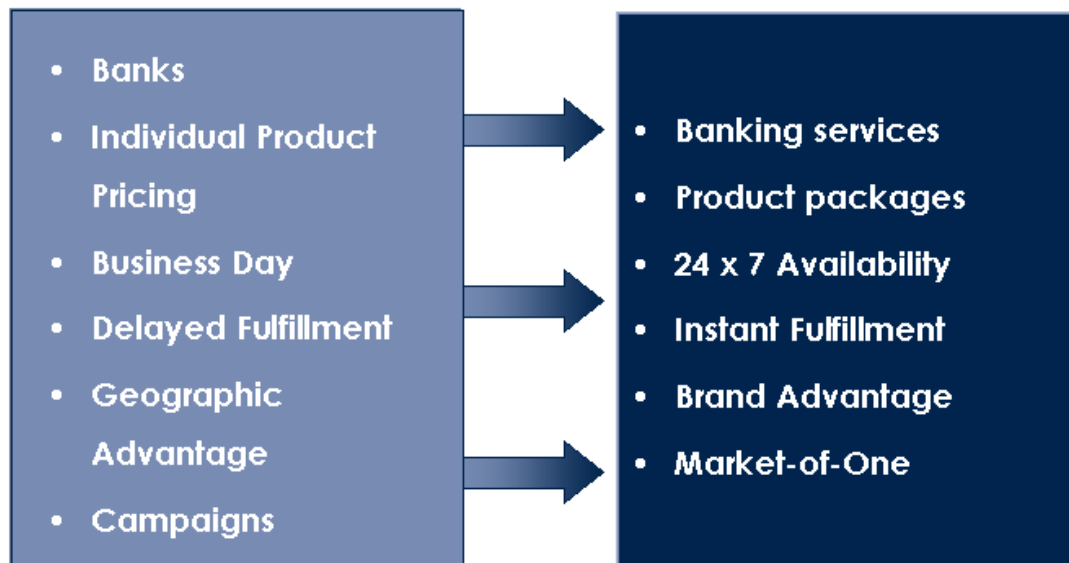 • Banks
• Individual Product
Pricing
• Business Day
• Delayed Fulfillment
• Geographic
Advantage
• Campaigns
• Banking services
• Product packages
• 24 x 7 Availability
• Instant Fulfillment
• Brand Advantage
• Market-of-One